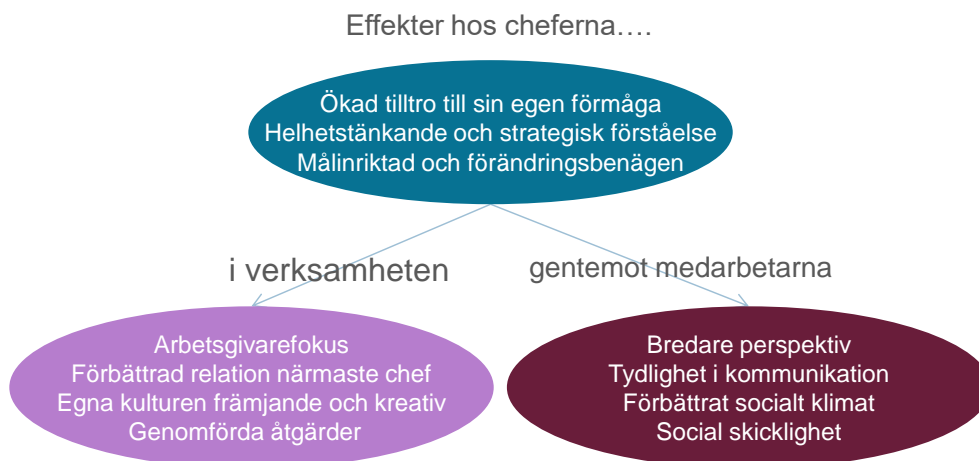 Effekter hos cheferna….
Ökad tilltro till sin egen förmåga
Helhetstänkande och strategisk förståelse
Målinriktad och förändringsbenägen
i verksamheten
gentemot medarbetarna
Arbetsgivarefokus
Förbättrad relation närmaste chef
Egna kulturen främjande och kreativ
Genomförda åtgärder
Bredare perspektiv
Tydlighet i kommunikation
Förbättrat socialt klimat
Social skicklighet